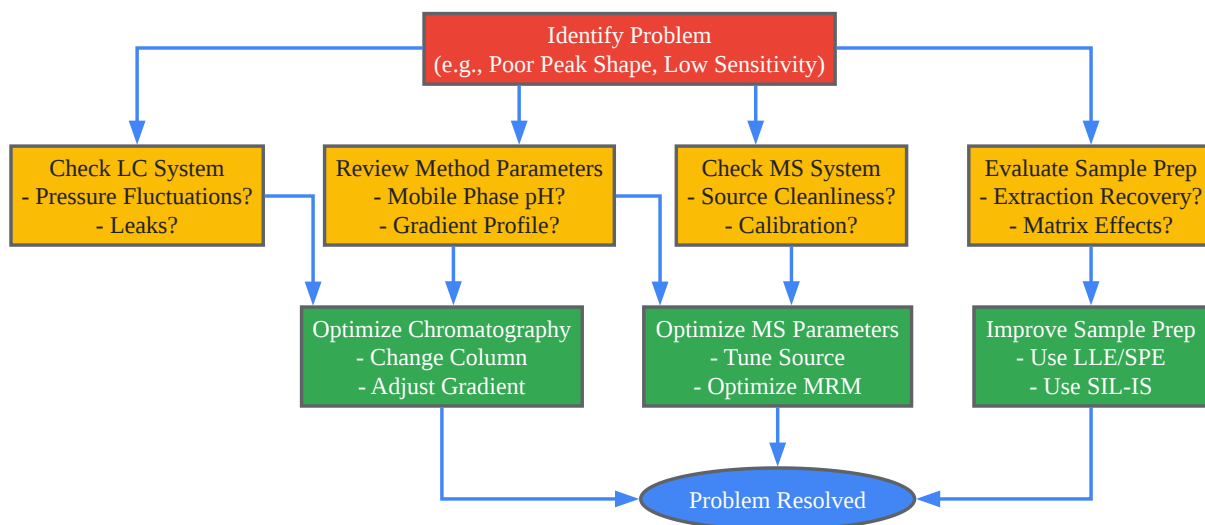 Identify Problem
(e.g., Poor Peak Shape, Low Sensitivity)
Check LC System
- Pressure Fluctuations?
- Leaks?
Review Method Parameters
- Mobile Phase pH?
- Gradient Profile?
Check MS System
- Source Cleanliness?
- Calibration?
Evaluate Sample Prep
- Extraction Recovery?
- Matrix Effects?
Optimize Chromatography
- Change Column
- Adjust Gradient
Optimize MS Parameters
- Tune Source
- Optimize MRM
Improve Sample Prep
- Use LLE/SPE
- Use SIL-IS
Problem Resolved